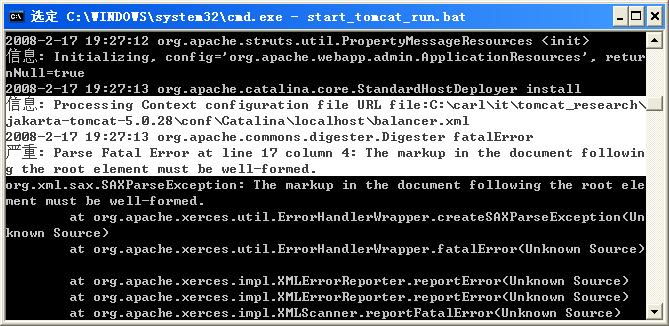 选定 C:\WINDOWS\system32\cmd.exe - start_tomcat_run.bat
2008-2-17 19:27:12 org.apache.struts.util.PropertyMessageResources <init>
信息: Initializing, config='org.apache.webapp.admin.ApplicationResources', retur
nNull=true
2008-2-17 19:27:13 org.apache.catalina.core.StandardHostDeployer install
信息: Processing Context configuration file URL file:C:\carl\it\tomcat_research\
jakarta-tomcat-5.0.28\conf\Catalina\localhost\balancer.xml
2008-2-17 19:27:13 org.apache.commons.digester.Digester fatalError
严重: Parse Fatal Error at line 17 column 4: The markup in the document followin
g the root element must be well-formed.
org.xml.sax.SAXParseException: The markup in the document following the root ele
ment must be well-formed.
at org.apache.xerces.util.ErrorHandlerWrapper.createSAXParseException(Un
known Source)
at org.apache.xerces.util.ErrorHandlerWrapper.fatalError(Unknown Source)
at org.apache.xerces.impl.XMLErrorReporter.reportError(Unknown Source)
at org.apache.xerces.impl.XMLErrorReporter.reportError(Unknown Source)
at org.apache.xerces.impl.XMLScanner.reportFatalError(Unknown Source)